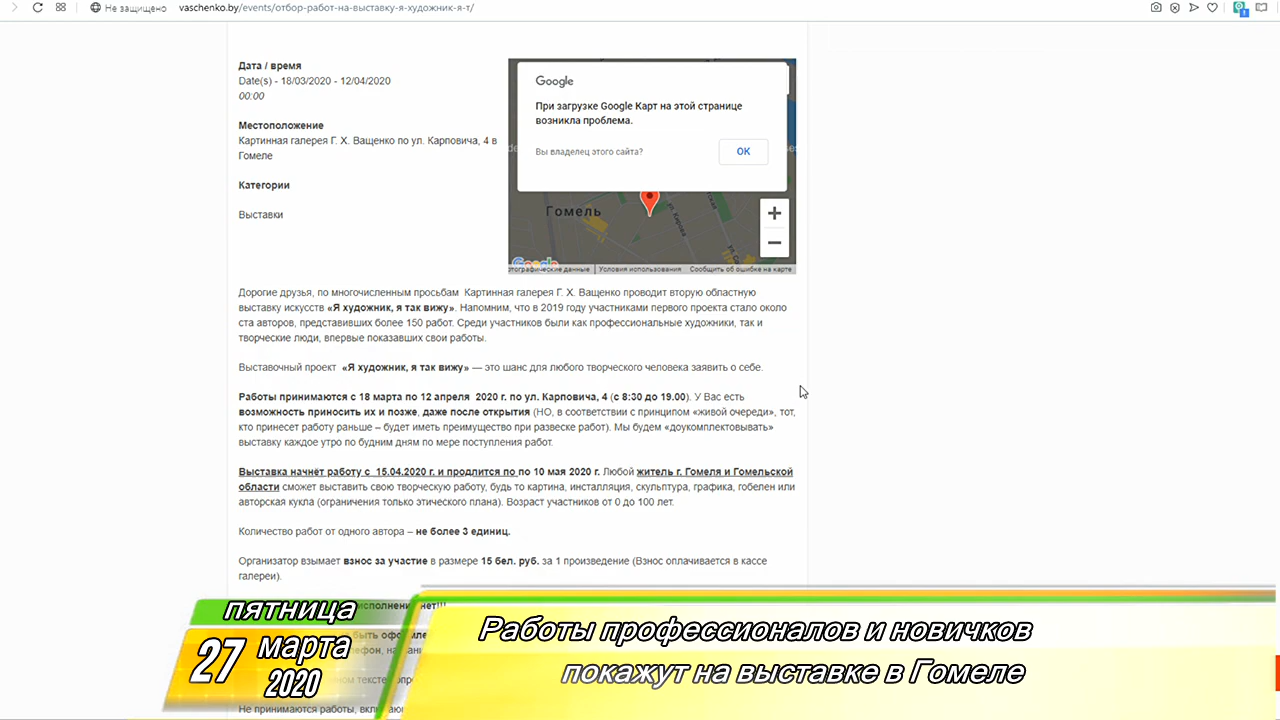 Не защищено vaschenko.by/events/отбор-работ-на-выставку-я-художник-я-т/
Дата / время
Date(s) - 18/03/2020 - 12/04/2020
00:00
Местоположение
Картинная галерея Г. Х. Ващенко по ул. Карповича, 4 в
Гомеле
Категории
Выставки
Google
При загрузке Google Карт на этой странице
возникла проблема.
Вы владелец этого сайта?
OK
Гомель
ул. Кирова
Google
Условия использования
Сообщить об ошибке на карте
Дорогие друзья, по многочисленным просьбам Картинная галерея Г. Х. Ващенко проводит вторую областную
выставку искусств «Я художник, я так вижу». Напомним, что в 2019 году участниками первого проекта стало около
ста авторов, представивших более 150 работ. Среди участников были как профессиональные художники, так и
творческие люди, впервые показавших свои работы.
Выставочный проект «Я художник, я так вижу» — это шанс для любого творческого человека заявить о себе.
Работы принимаются с 18 марта по 12 апреля 2020 г. по ул. Карповича, 4 (с 8:30 до 19.00). У Вас есть
возможность приносить их и позже, даже после открытия (НО, в соответствии с принципом «живой очереди», тот,
кто принесет работу раньше – будет иметь преимущество при развеске работ). Мы будем «доукомплектовывать»
выставку каждое утро по будним дням по мере поступления работ.
Выставка начнёт работу с 15.04.2020 г. и продлится по по 10 мая 2020 г. Любой житель г. Гомеля и Гомельской
области сможет выставить свою творческую работу, будь то картина, инсталляция, скульптура, графика, гобелен или
авторская кукла (ограничения только этического плана). Возраст участников от 0 до 100 лет.
Количество работ от одного автора – не более 3 единиц.
Организатор взымает взнос за участие в размере 15 бел. руб. за 1 произведение (Взнос оплачивается в кассе
галереи).
нет!!!
Не принимаются работы,
пятница
27 марта
2020
Работы профессионалов и новичков
покажут на выставке в Гомеле